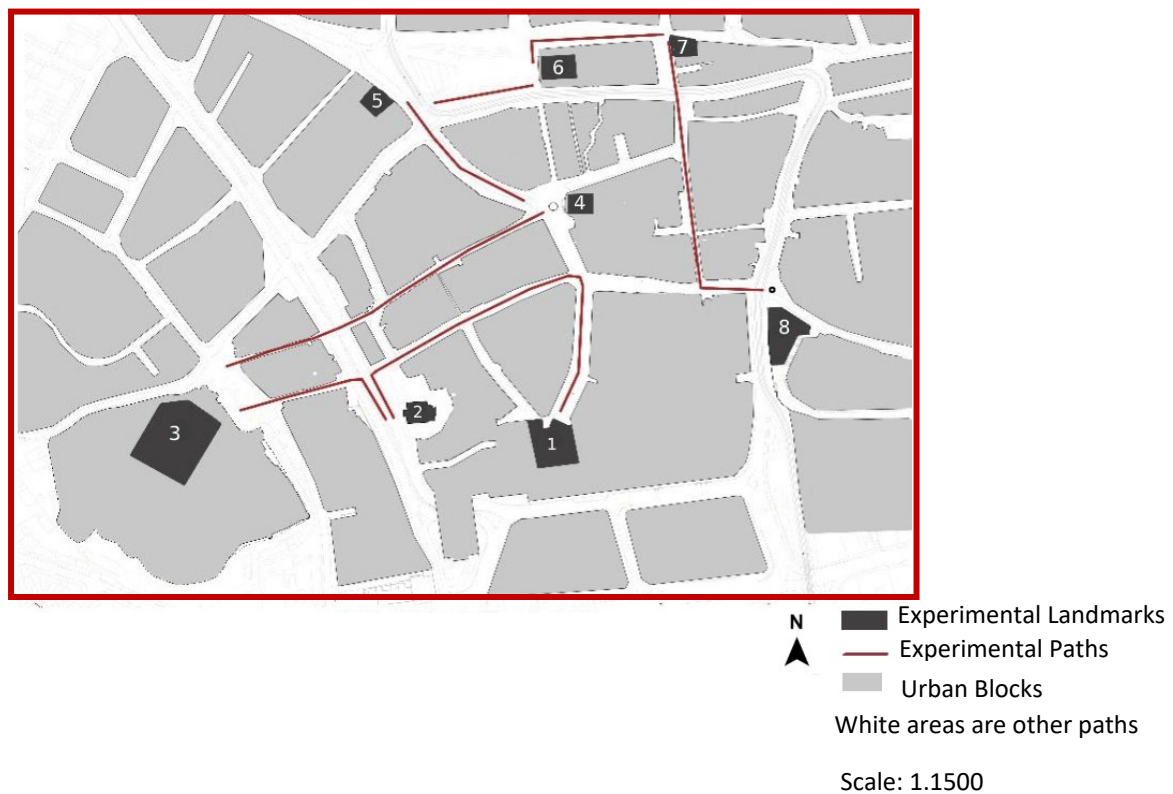 7
6
5
4
8
2
3
1
N
Experimental Landmarks
Experimental Paths
Urban Blocks
White areas are other paths
Scale: 1.1500